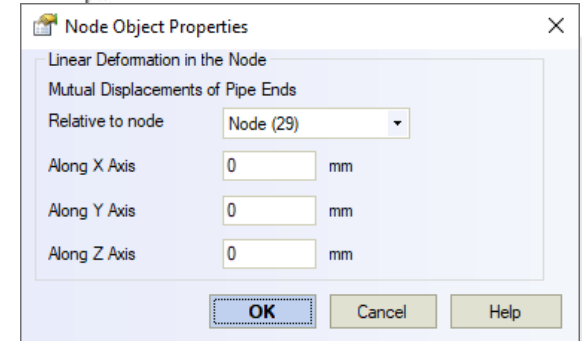 Node Object Properties
Linear Deformation in the Node
Mutual Displacements of Pipe Ends
Relative to node Node (29)
Along X Axis 0 mm
Along Y Axis 0 mm
Along Z Axis 0 mm
OK Cancel Help